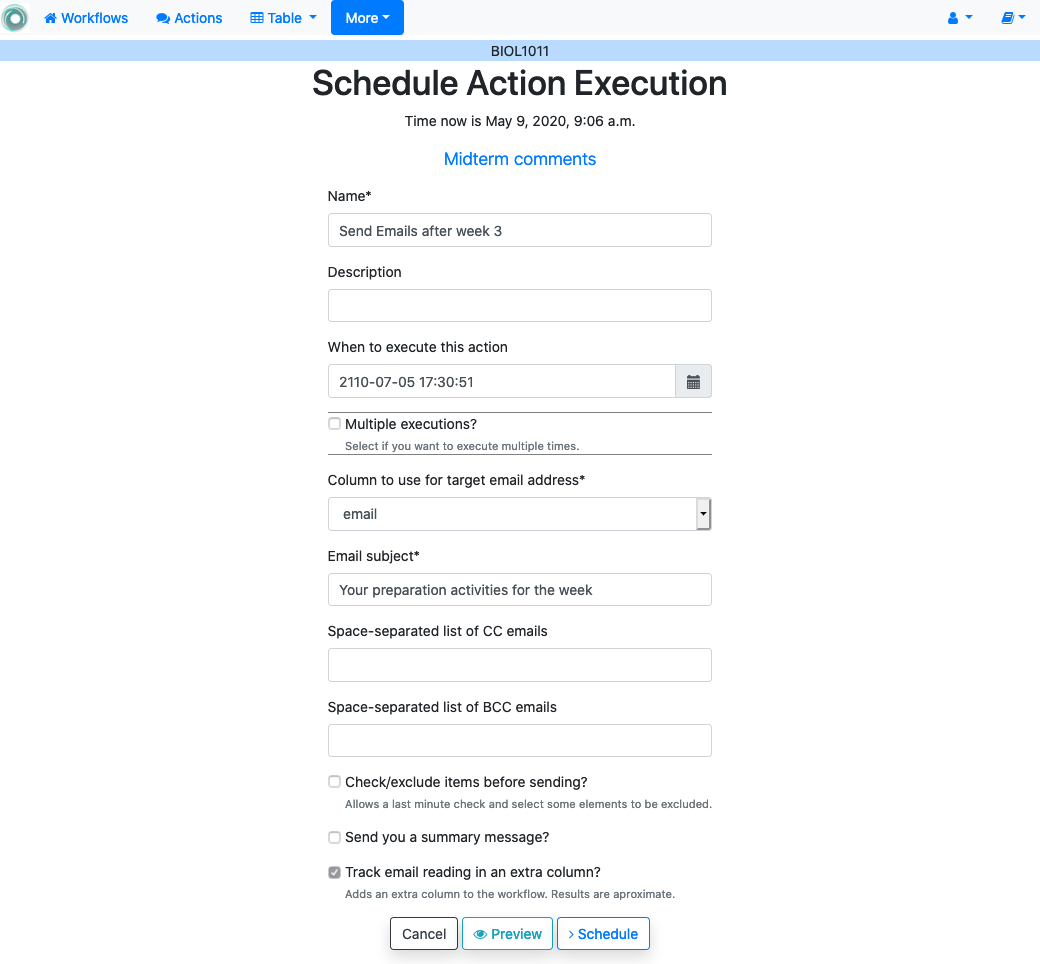 Workflows Actions Table More
BIOL1011
Schedule Action Execution
Time now is May 9, 2020, 9:06 a.m.
Midterm comments
Name*
Send Emails after week 3
Description
When to execute this action
2110-07-05 17:30:51
Multiple executions?
Select if you want to execute multiple times.
Column to use for target email address*
email
Email subject*
Your preparation activities for the week
Space-separated list of CC emails
Space-separated list of BCC emails
Check/exclude items before sending?
Allows a last minute check and select some elements to be excluded.
Send you a summary message?
Track email reading in an extra column?
Adds an extra column to the workflow. Results are aproximate.
Cancel Preview Schedule